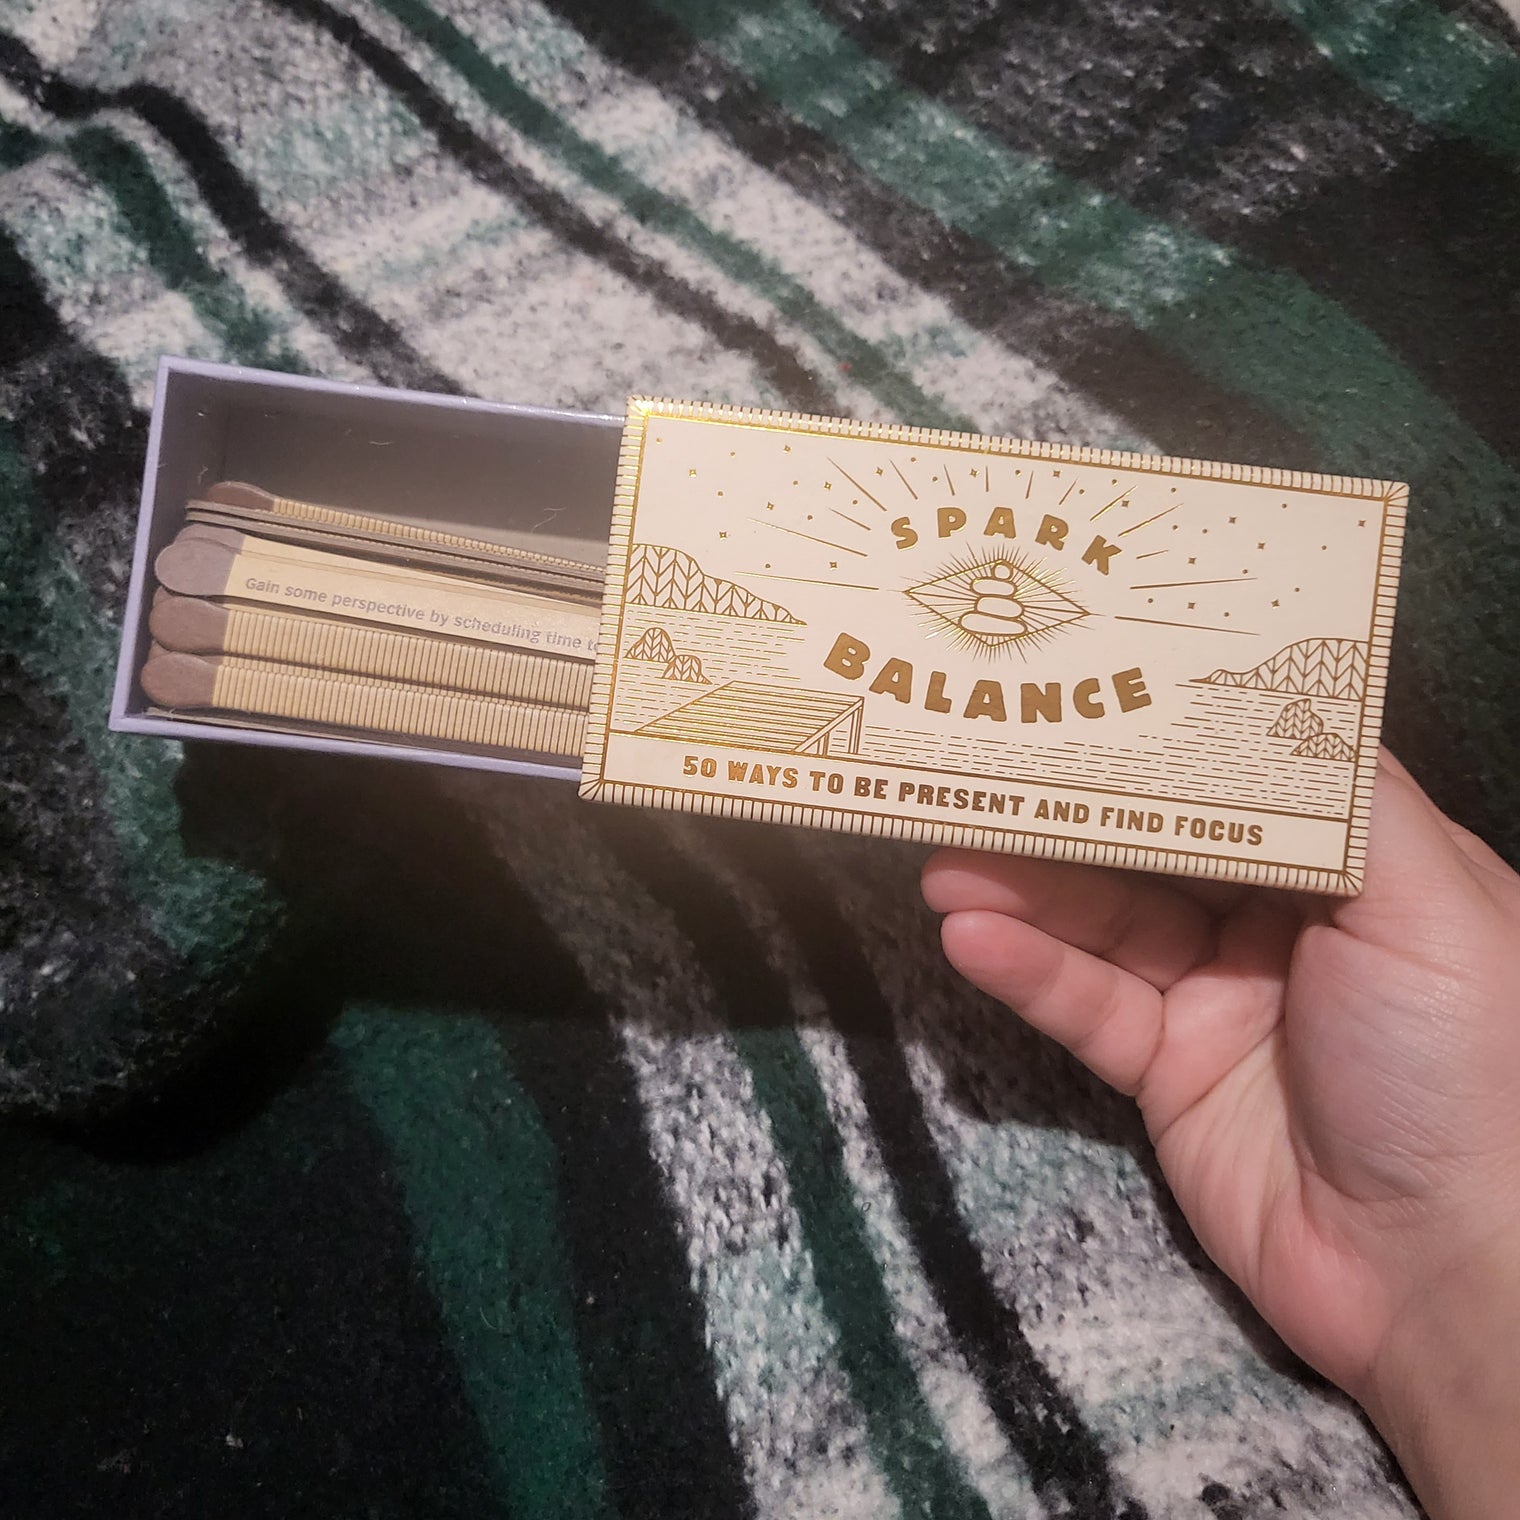 SPARK
BALANCE
50 WAYS TO BE PRESENT AND FIND FOCUS
Gain some perspective by scheduling time